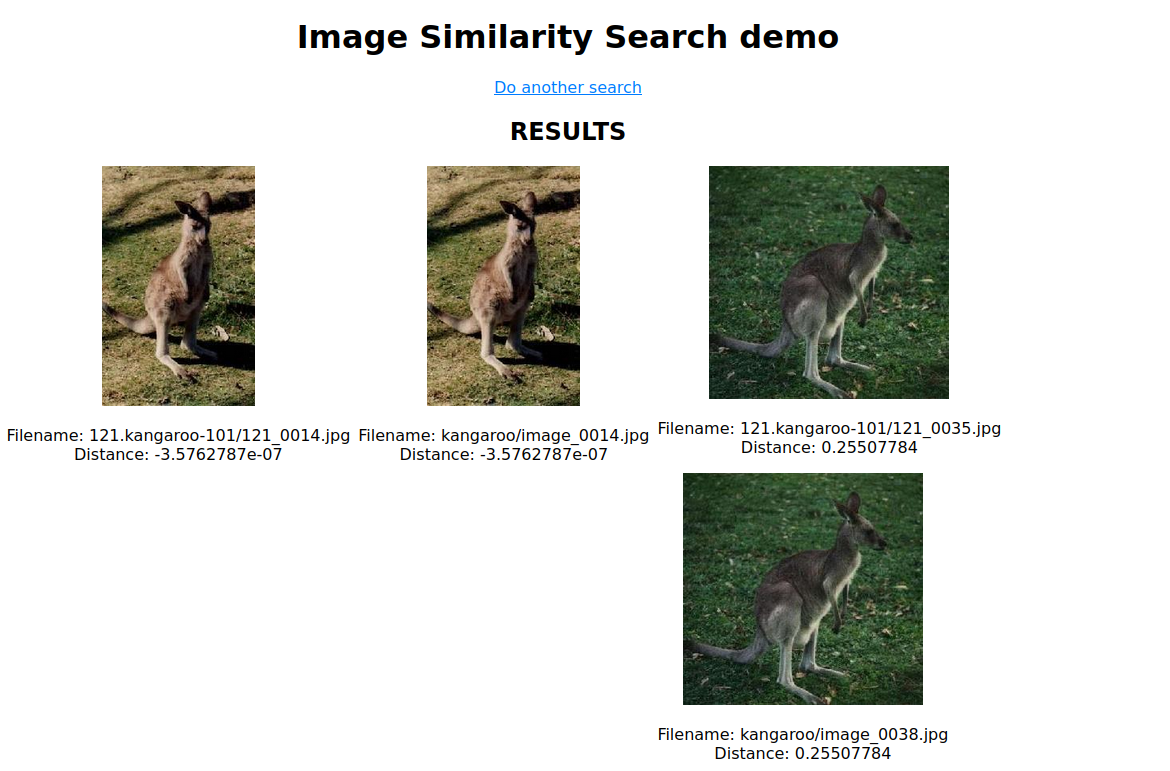 Image Similarity Search demo
Do another search
RESULTS
Filename: 121.kangaroo-101/121_0014.jpg
Distance: -3.5762787e-07
Filename: kangaroo/image_0014.jpg
Distance: -3.5762787e-07
Filename: 121.kangaroo-101/121_0035.jpg
Distance: 0.25507784
Filename: kangaroo/image_0038.jpg
Distance: 0.25507784